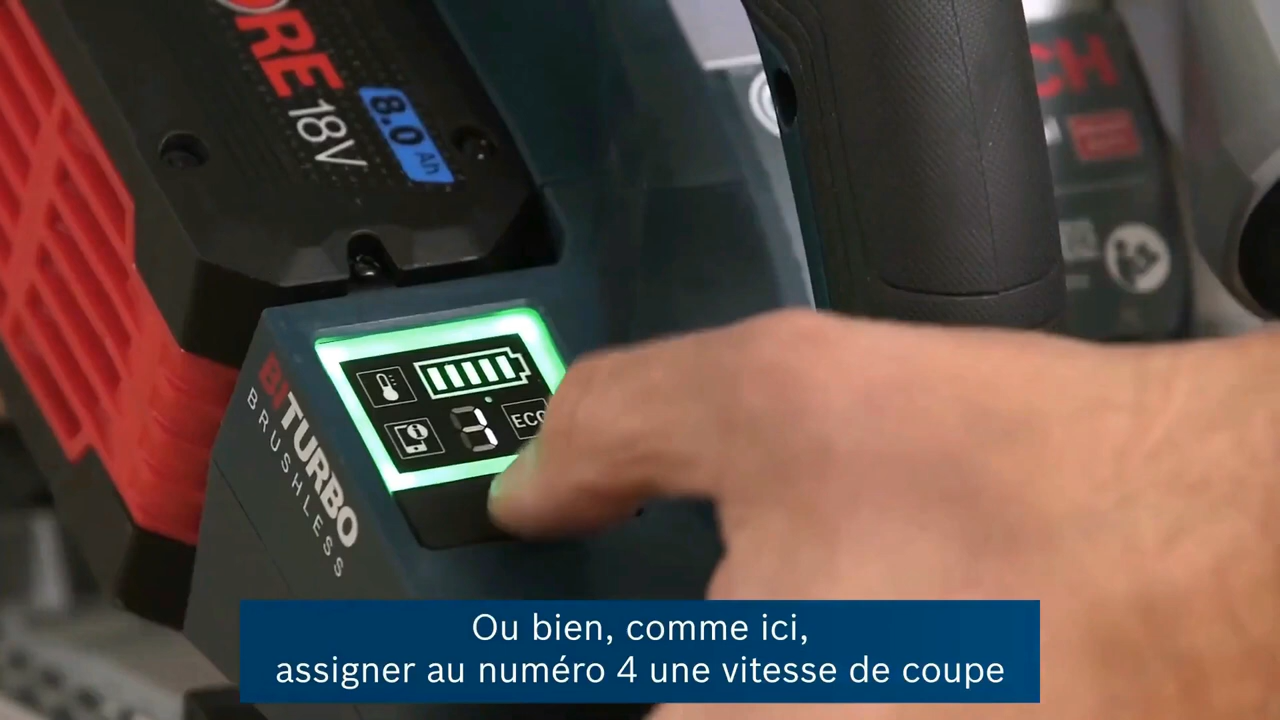 RE
18V
8.0 Ah
CH
BITURBO
BRUSHLESS
3
ECO
Ou bien, comme ici,
assigner au numéro 4 une vitesse de coupe